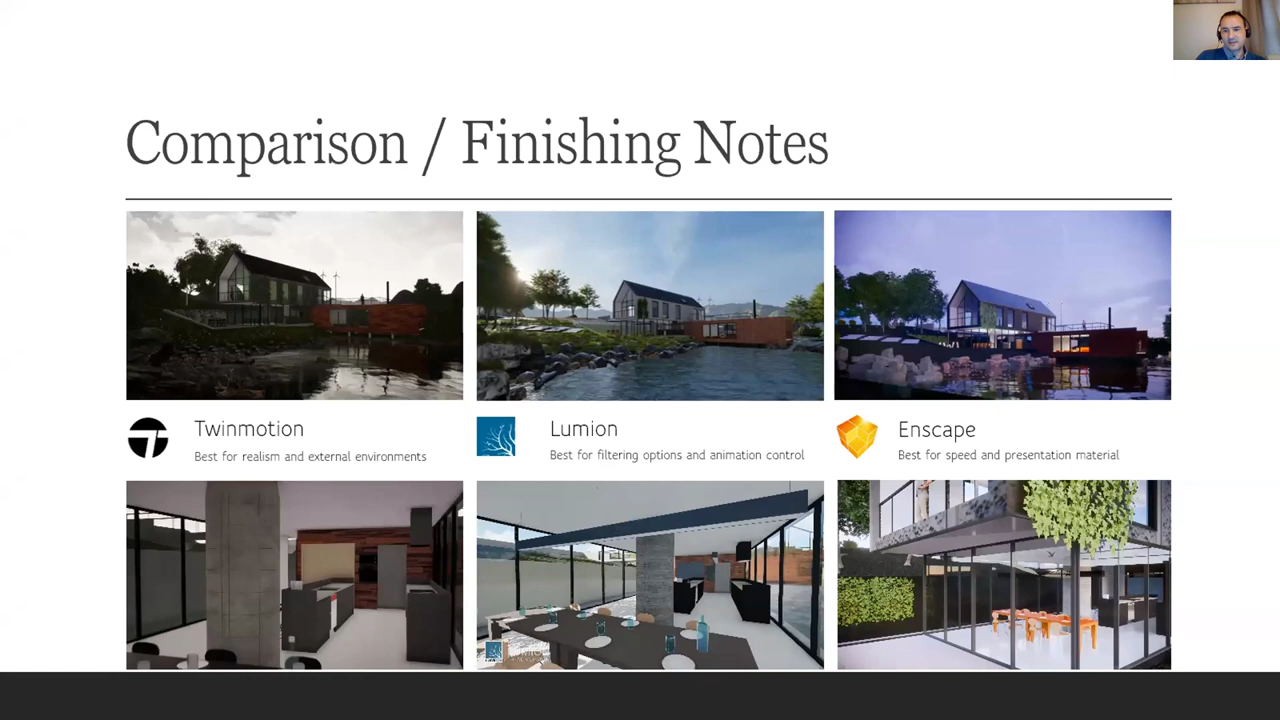 Comparison / Finishing Notes
Twinmotion
Best for realism and external environments
Lumion
Best for filtering options and animation control
Enscape
Best for speed and presentation material